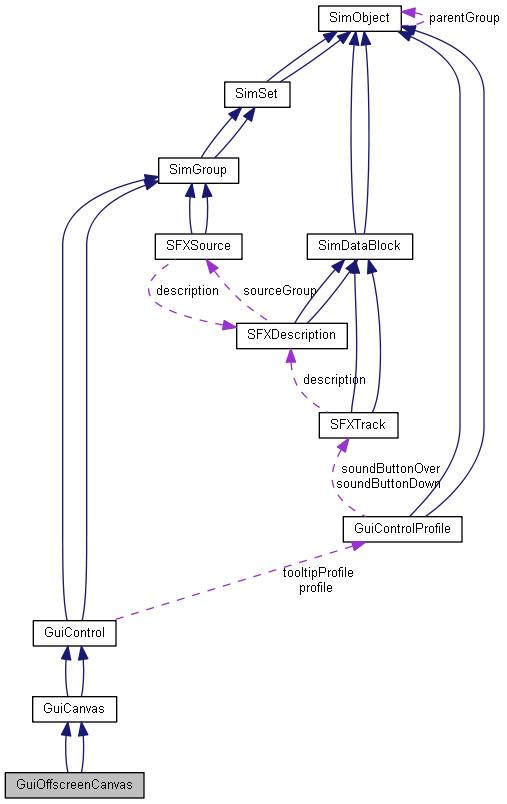 SimObject
parentGroup
SimSet
SimGroup
SFXSource
SimDataBlock
description
sourceGroup
SFXDescription
description
SFXTrack
soundButtonOver
soundButtonDown
GuiControlProfile
tooltipProfile
profile
GuiControl
GuiCanvas
GuiOffscreenCanvas